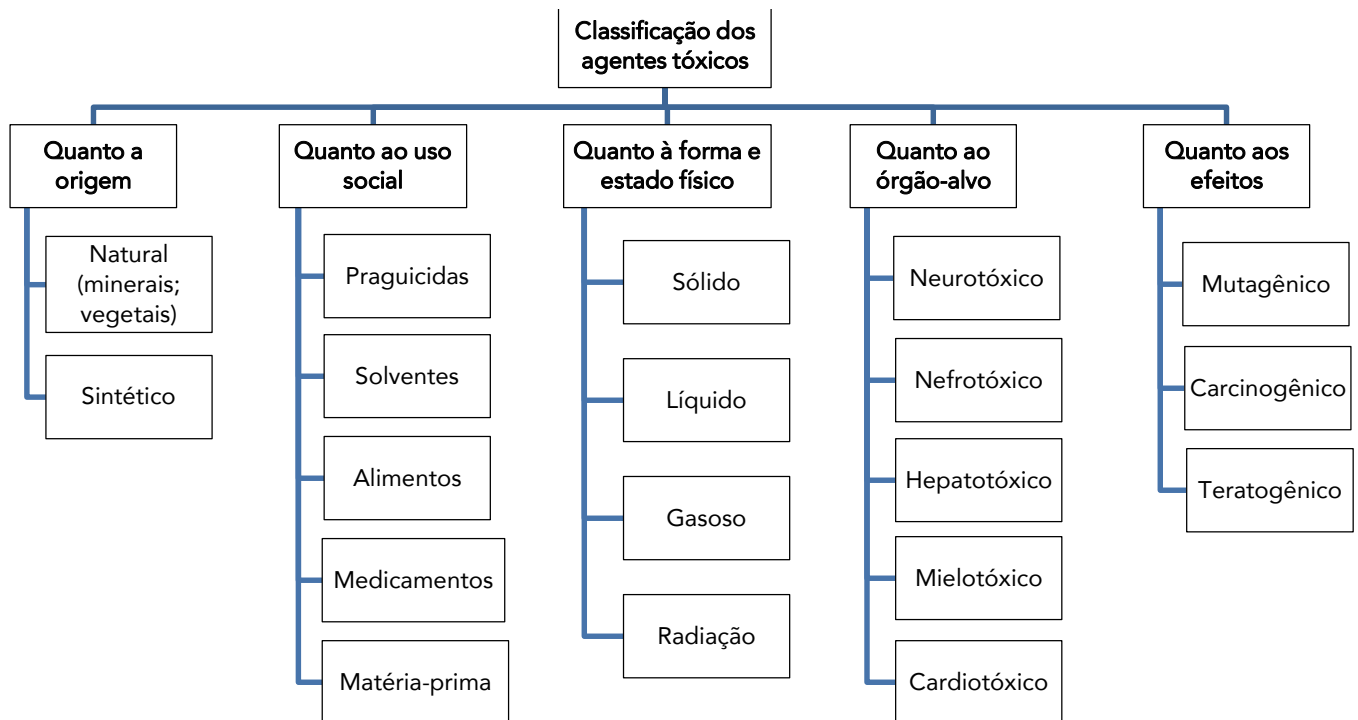 Classificação dos
agentes tóxicos
Quanto a
origem
Natural
(minerais;
vegetais)
Sintético
Quanto ao uso
social
Praguicidas
Solventes
Alimentos
Medicamentos
Matéria-prima
Quanto à forma e
estado físico
Sólido
Líquido
Gasoso
Radiação
Quanto ao
órgão-alvo
Neurotóxico
Nefrotóxico
Hepatotóxico
Mielotóxico
Cardiotóxico
Quanto aos
efeitos
Mutagênico
Carcinogênico
Teratogênico